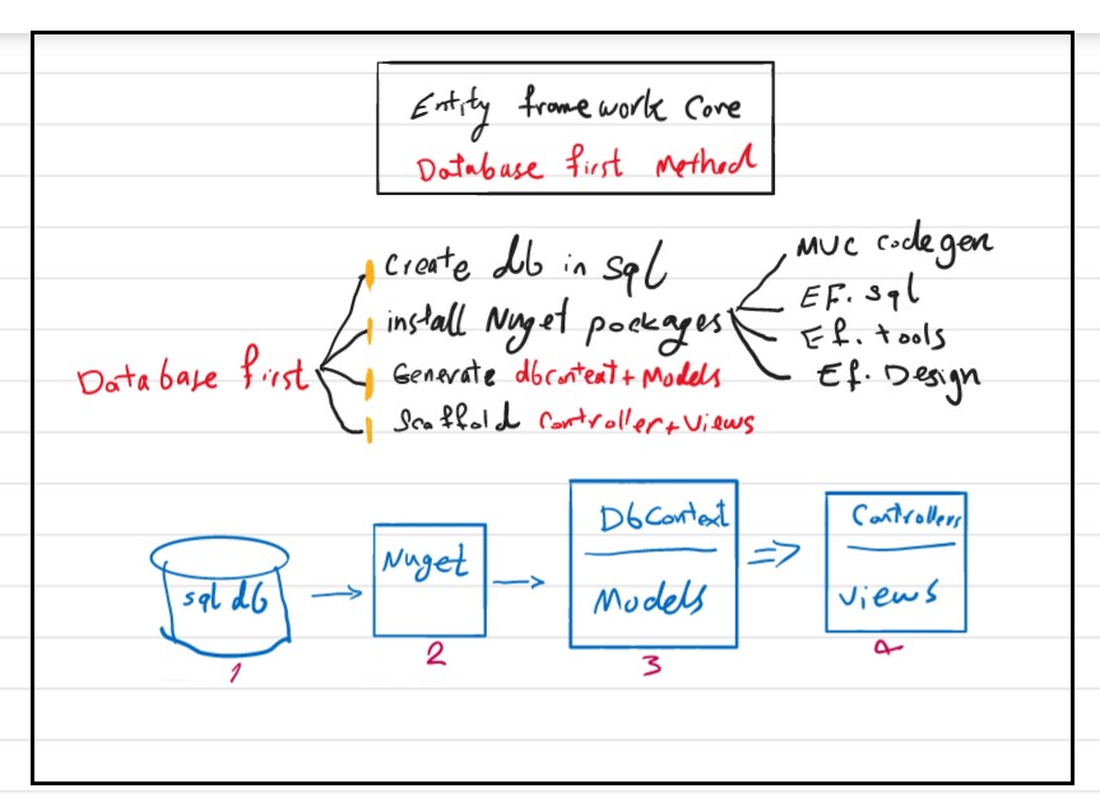 Entity framework Core
Database first Method
Create db in sql
install Nuget packages
Generate dbcontext + Models
Scaffold Controller + Views
Database first
MVC codegen
EF. sql
Ef. tools
Ef. Design
sql db
Nuget
DbContext
Models
Controllers
views
1
2
3
4